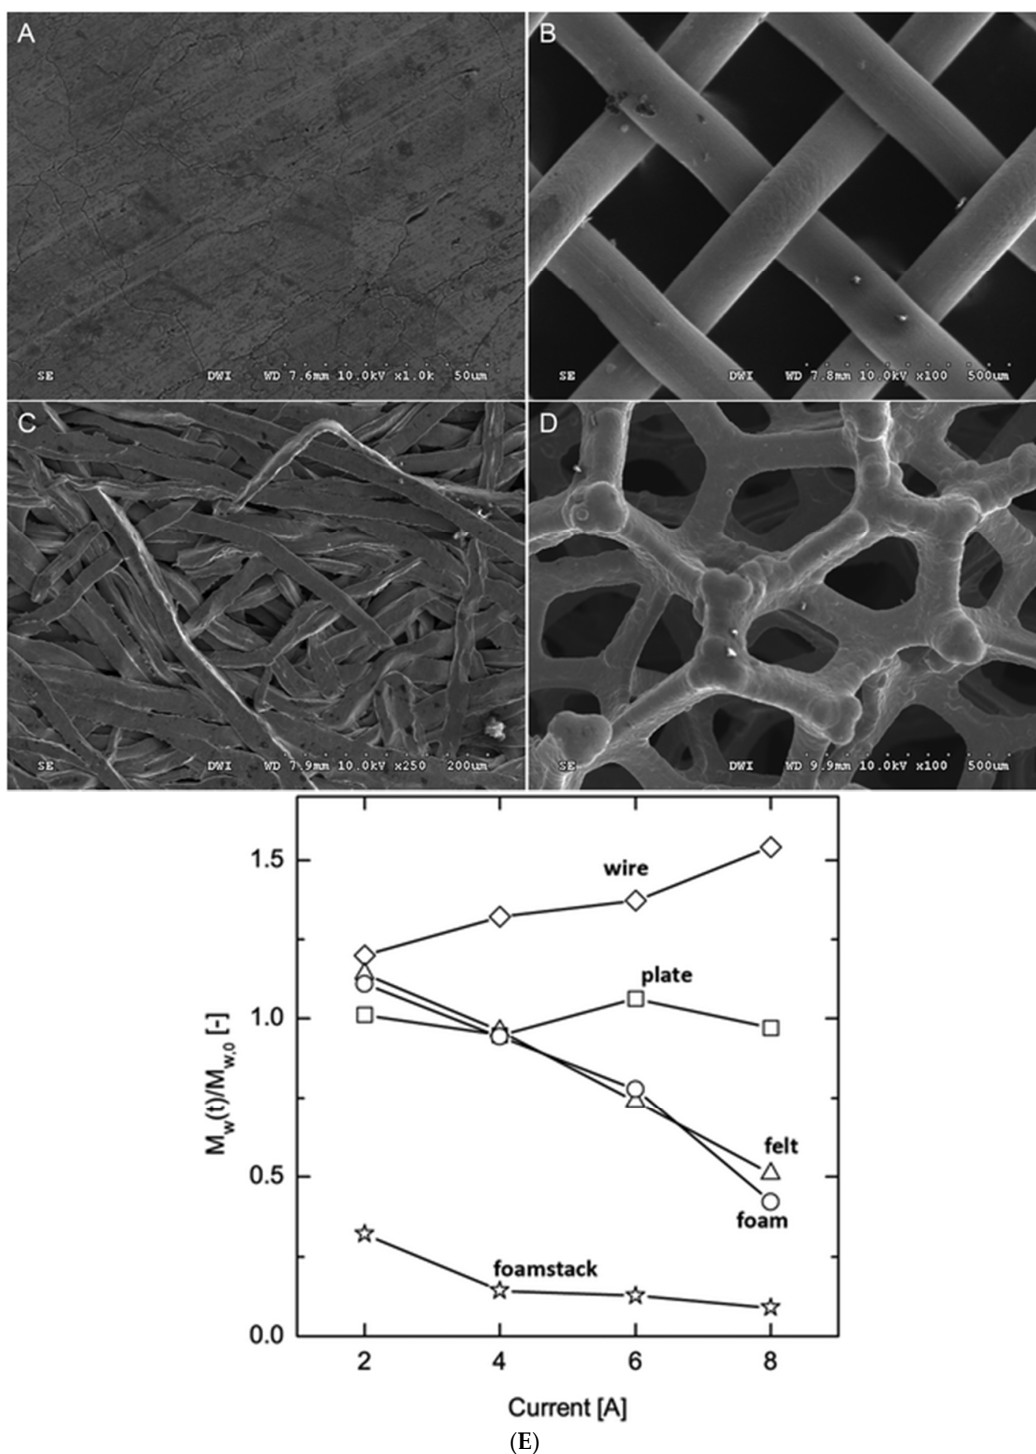 A
SE DWI WD 7.6mm 10.0kV x1.0k 50um
B
SE DWI WD 7.8mm 10.0kV x100 500um
C
SE DWI WD 7.9mm 10.0kV x250 200um
D
SE DWI WD 9.9mm 10.0kV x100 500um
1.5
wire
plate
1.0
M_w(t)/M_w,0 [-]
felt
0.5
foam
foamstack
0.0
2 4 6 8
Current [A]
(E)